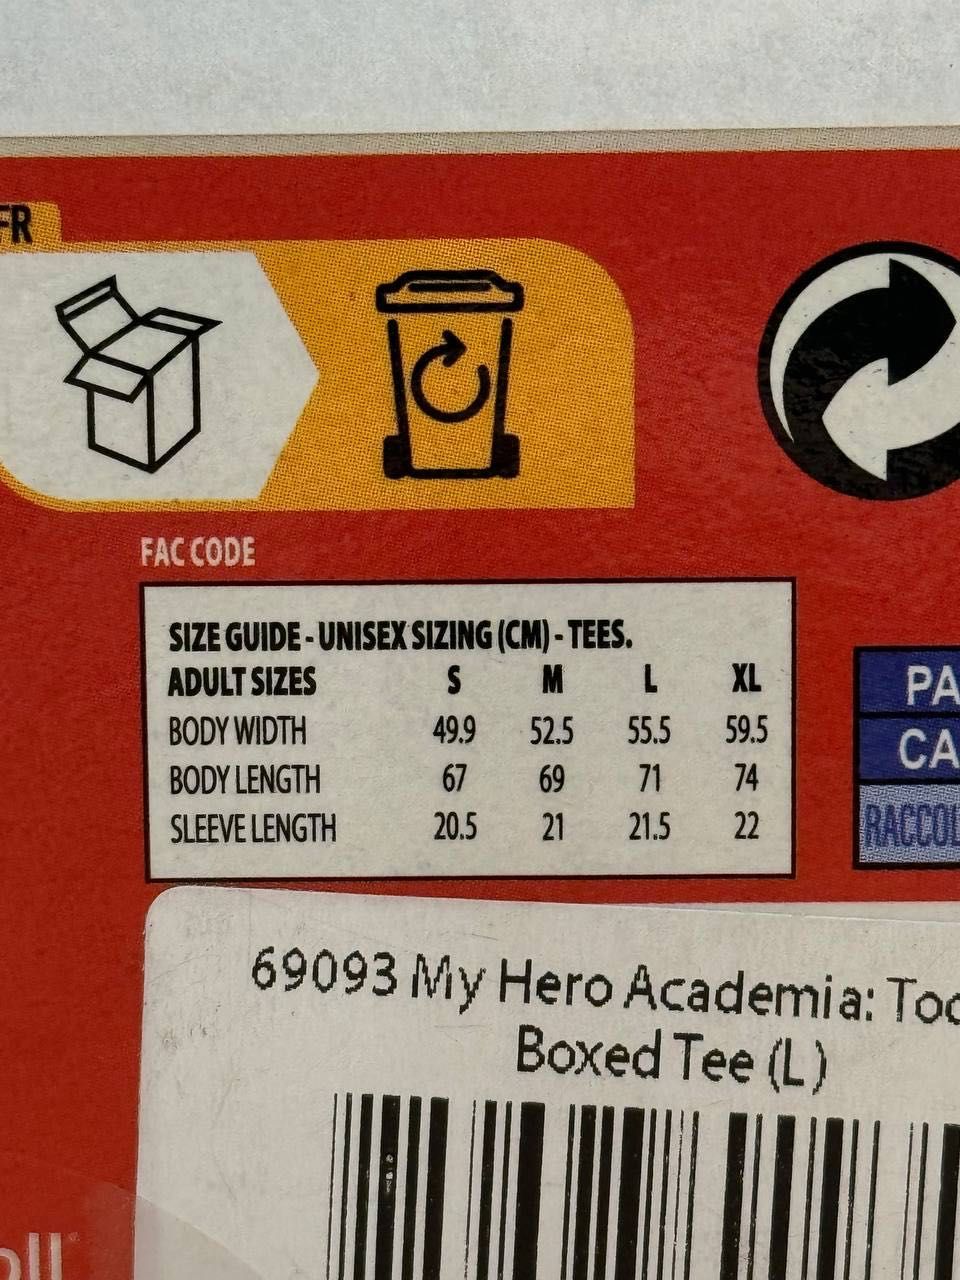 FR
FAC CODE
SIZE GUIDE - UNISEX SIZING (CM) - TEES.
ADULT SIZES S M L XL
BODY WIDTH 49.9 52.5 55.5 59.5
BODY LENGTH 67 69 71 74
SLEEVE LENGTH 20.5 21 21.5 22
PA
CA
RACCOL
69093 My Hero Academia: Too
Boxed Tee (L)
oll